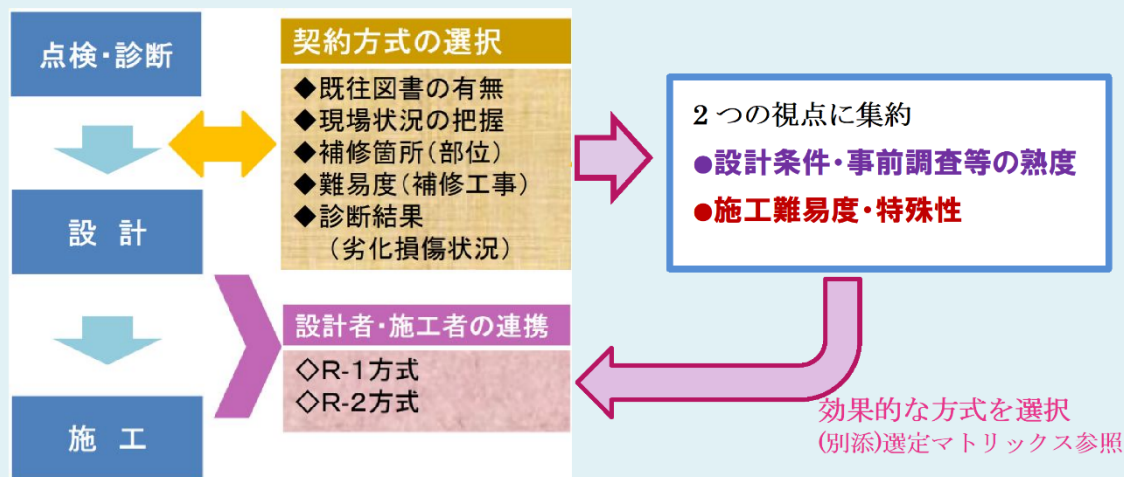 点検・診断
設 計
施 工
契約方式の選択
◆既往図書の有無
◆現場状況の把握
◆補修箇所(部位)
◆難易度(補修工事)
◆診断結果
(劣化損傷状況)
設計者・施工者の連携
◇R-1方式
◇R-2方式
2 つの視点に集約
●設計条件・事前調査等の熟度
●施工難易度・特殊性
効果的な方式を選択
(別添)選定マトリックス参照